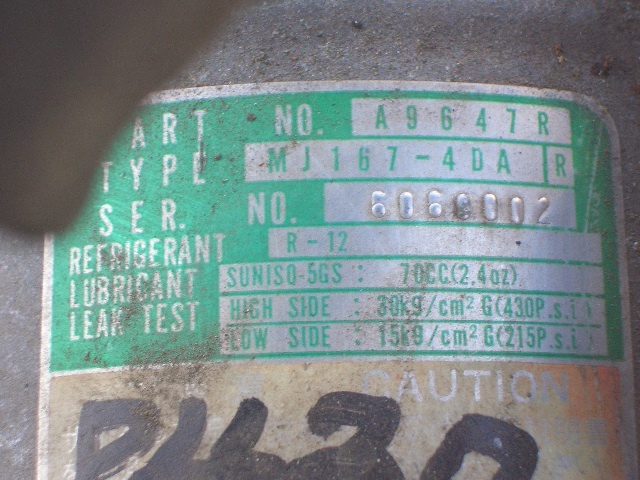 ART NO. A9647R
TYPE MJ167-4DA R
SER. NO. 6060002
REFRIGERANT R-12
LUBRICANT SUNISO-5GS : 70CC(2.4oz)
LEAK TEST HIGH SIDE : 30kg/cm² G(430P.s.i)
LOW SIDE : 15kg/cm² G(215P.s.i)
CAUTION